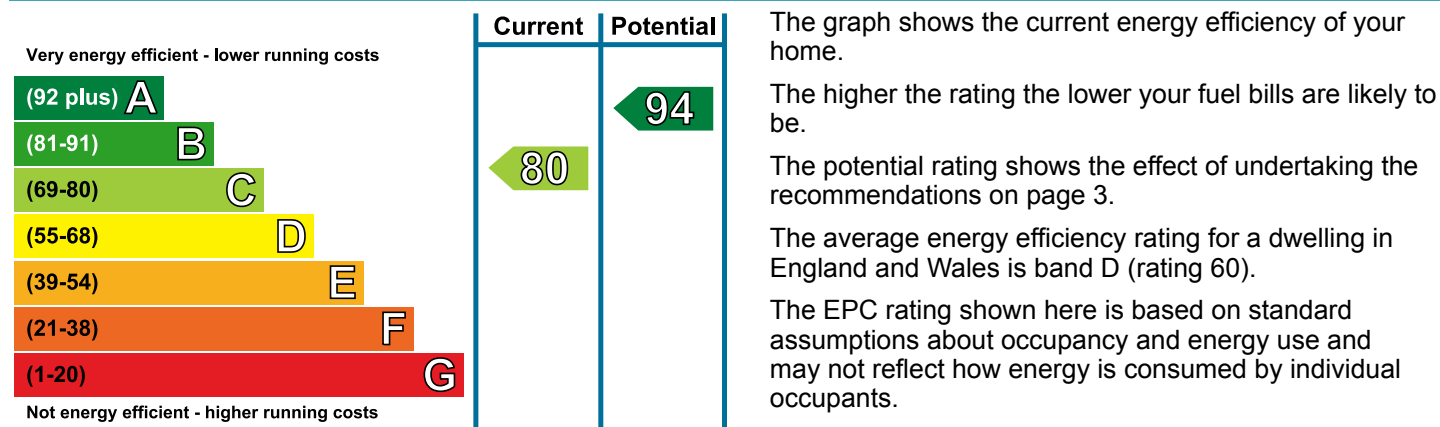 Current Potential
Very energy efficient - lower running costs
(92 plus) A
(81-91) B
(69-80) C
(55-68) D
(39-54) E
(21-38) F
(1-20) G
Not energy efficient - higher running costs
80
94
The graph shows the current energy efficiency of your
home.
The higher the rating the lower your fuel bills are likely to
be.
The potential rating shows the effect of undertaking the
recommendations on page 3.
The average energy efficiency rating for a dwelling in
England and Wales is band D (rating 60).
The EPC rating shown here is based on standard
assumptions about occupancy and energy use and
may not reflect how energy is consumed by individual
occupants.